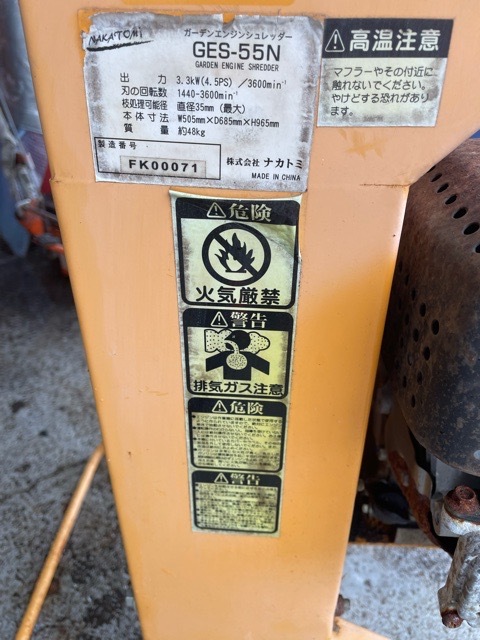 NAKATOMI
ガーデンエンジンシュレッダー
GES-55N
GARDEN ENGINE SHREDDER
出力 3.3kW(4.5PS)/3600min⁻¹
刃の回転数 1440-3600min⁻¹
枝処理可能径 直径35mm(最大)
本体寸法 W505mm×D685mm×H965mm
質量 約48kg
製造番号
FK00071
株式会社 ナカトミ
MADE IN CHINA
⚠高温注意
マフラーやその付近に
触れないでください。
やけどする恐れがあり
ます。
⚠危険
火気厳禁
⚠警告
排気ガス注意
⚠危険
⚠警告